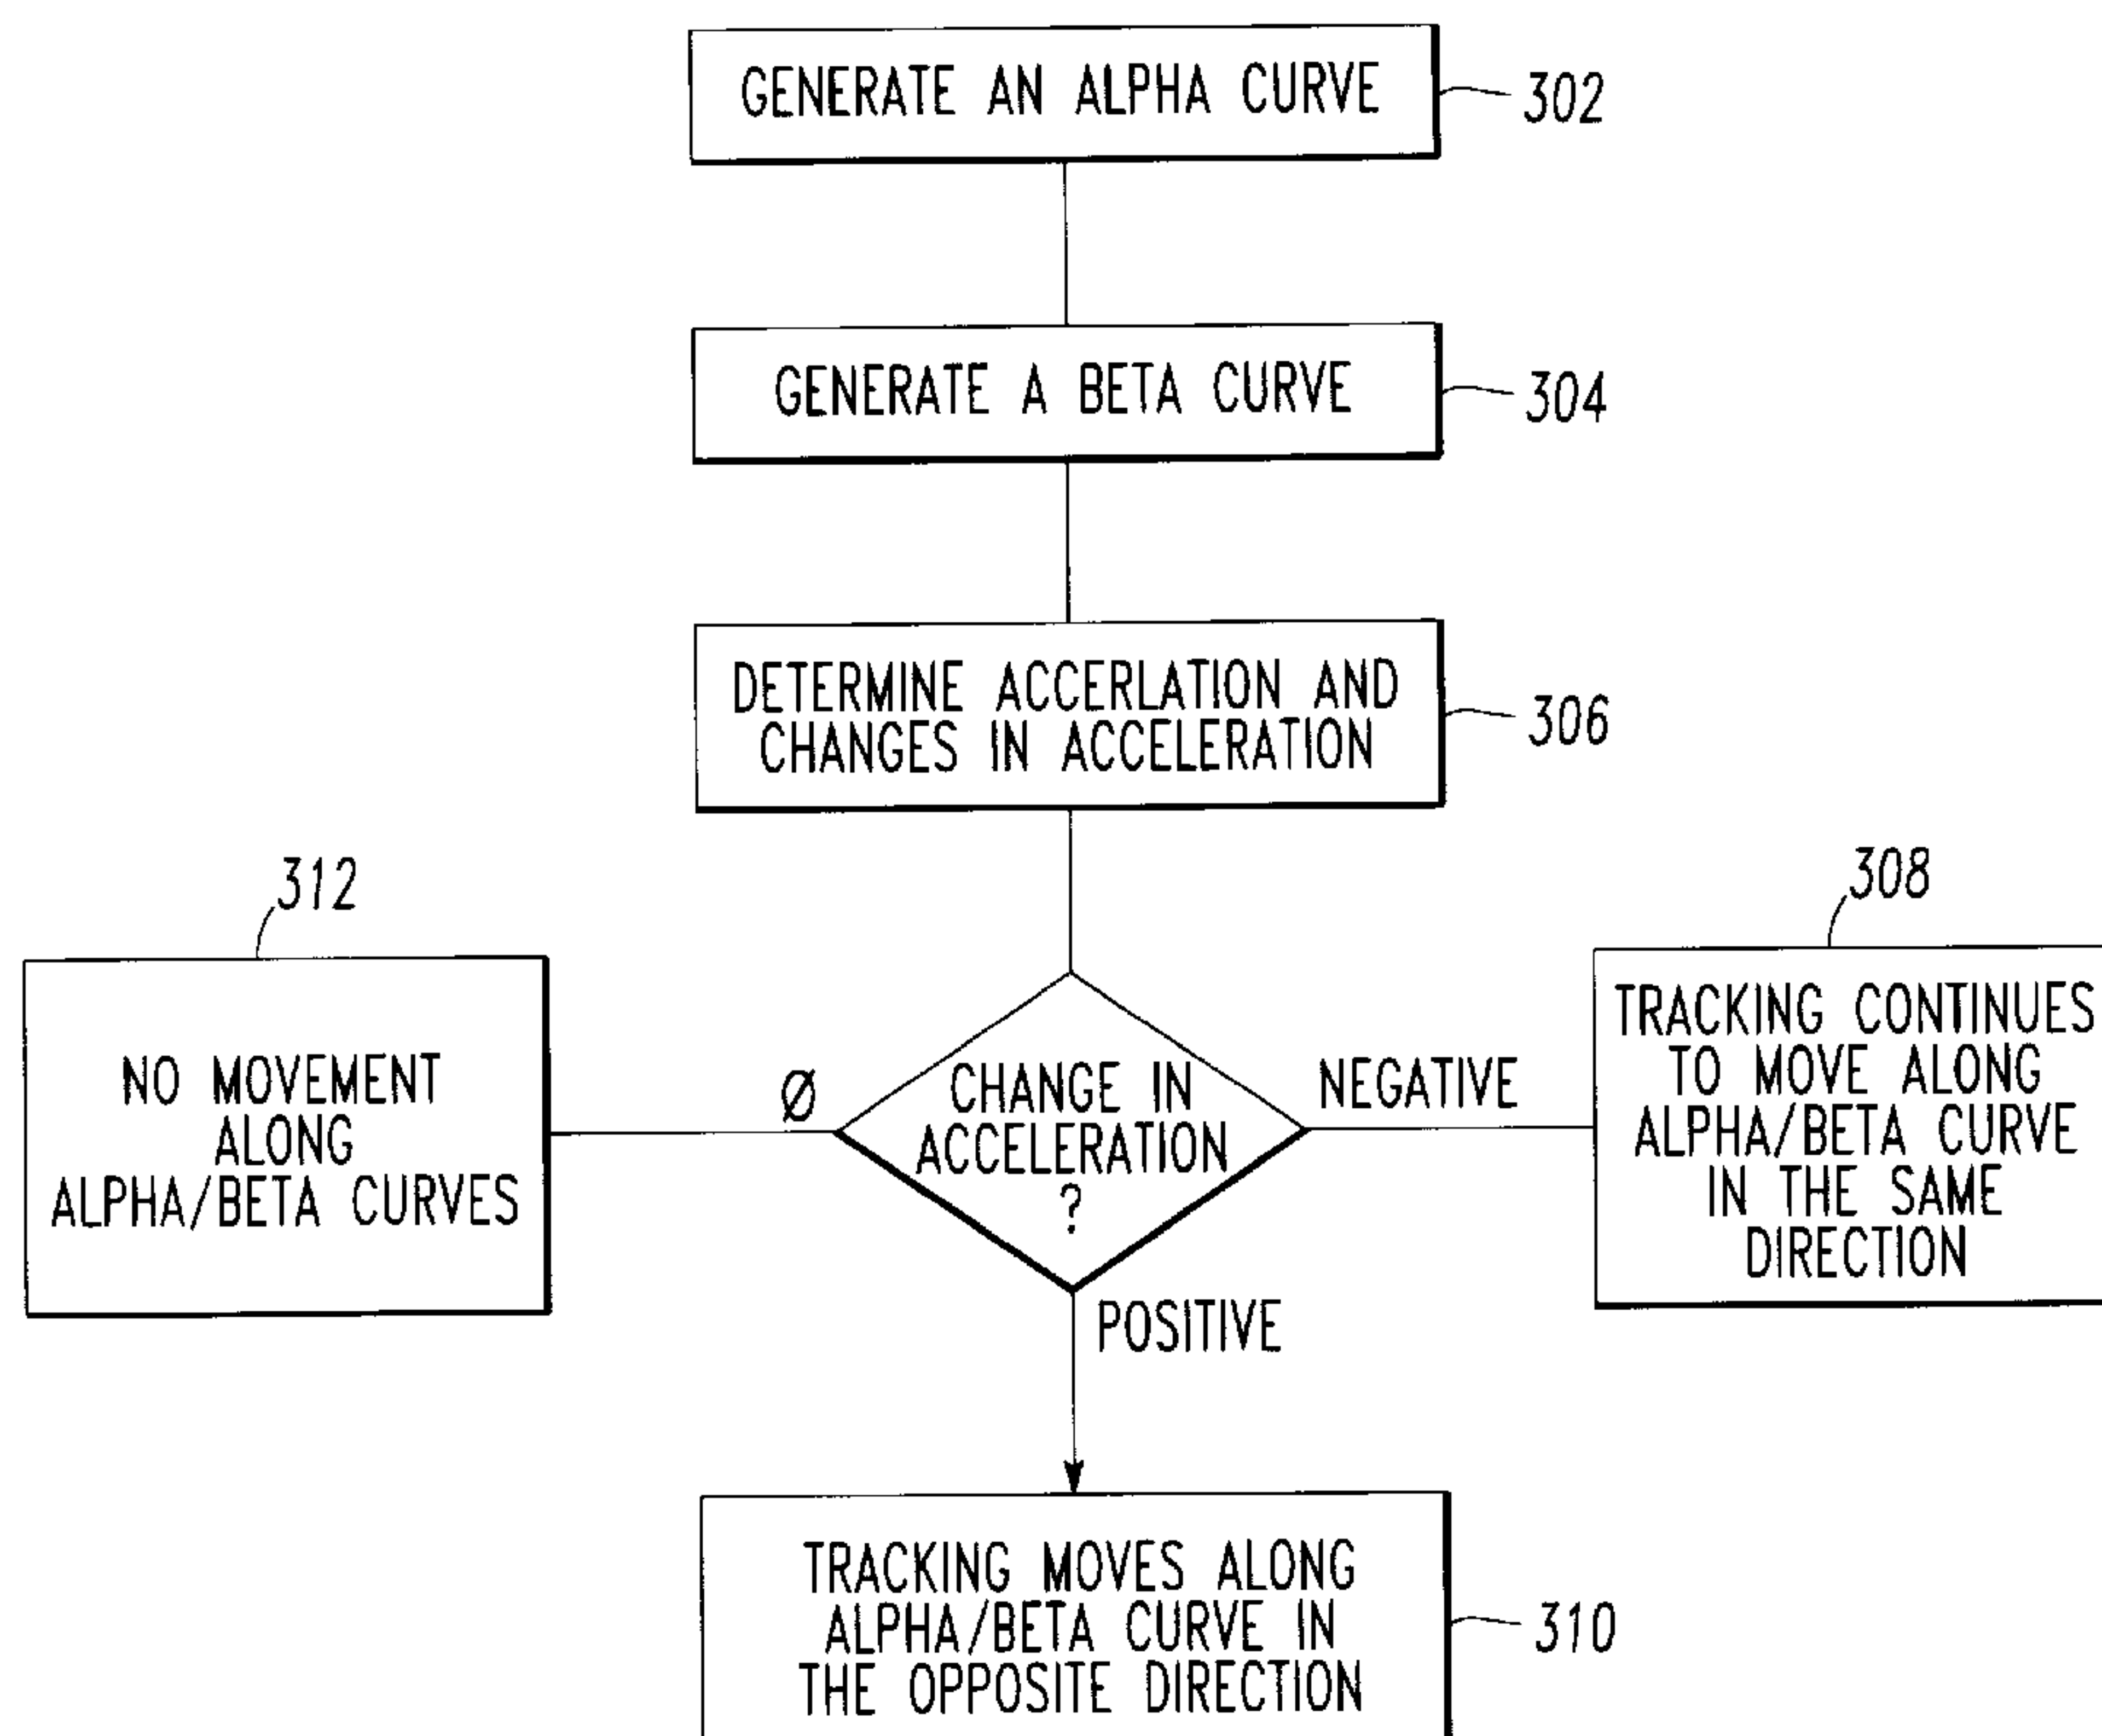 GENERATE AN ALPHA CURVE
302
GENERATE A BETA CURVE
304
DETERMINE ACCERLATION AND
CHANGES IN ACCELERATION
306
312
308
NO MOVEMENT
ALONG
ALPHA/BETA CURVES
Ø
CHANGE IN
ACCELERATION
?
NEGATIVE
TRACKING CONTINUES
TO MOVE ALONG
ALPHA/BETA CURVE
IN THE SAME
DIRECTION
POSITIVE
TRACKING MOVES ALONG
ALPHA/BETA CURVE IN
THE OPPOSITE DIRECTION
310